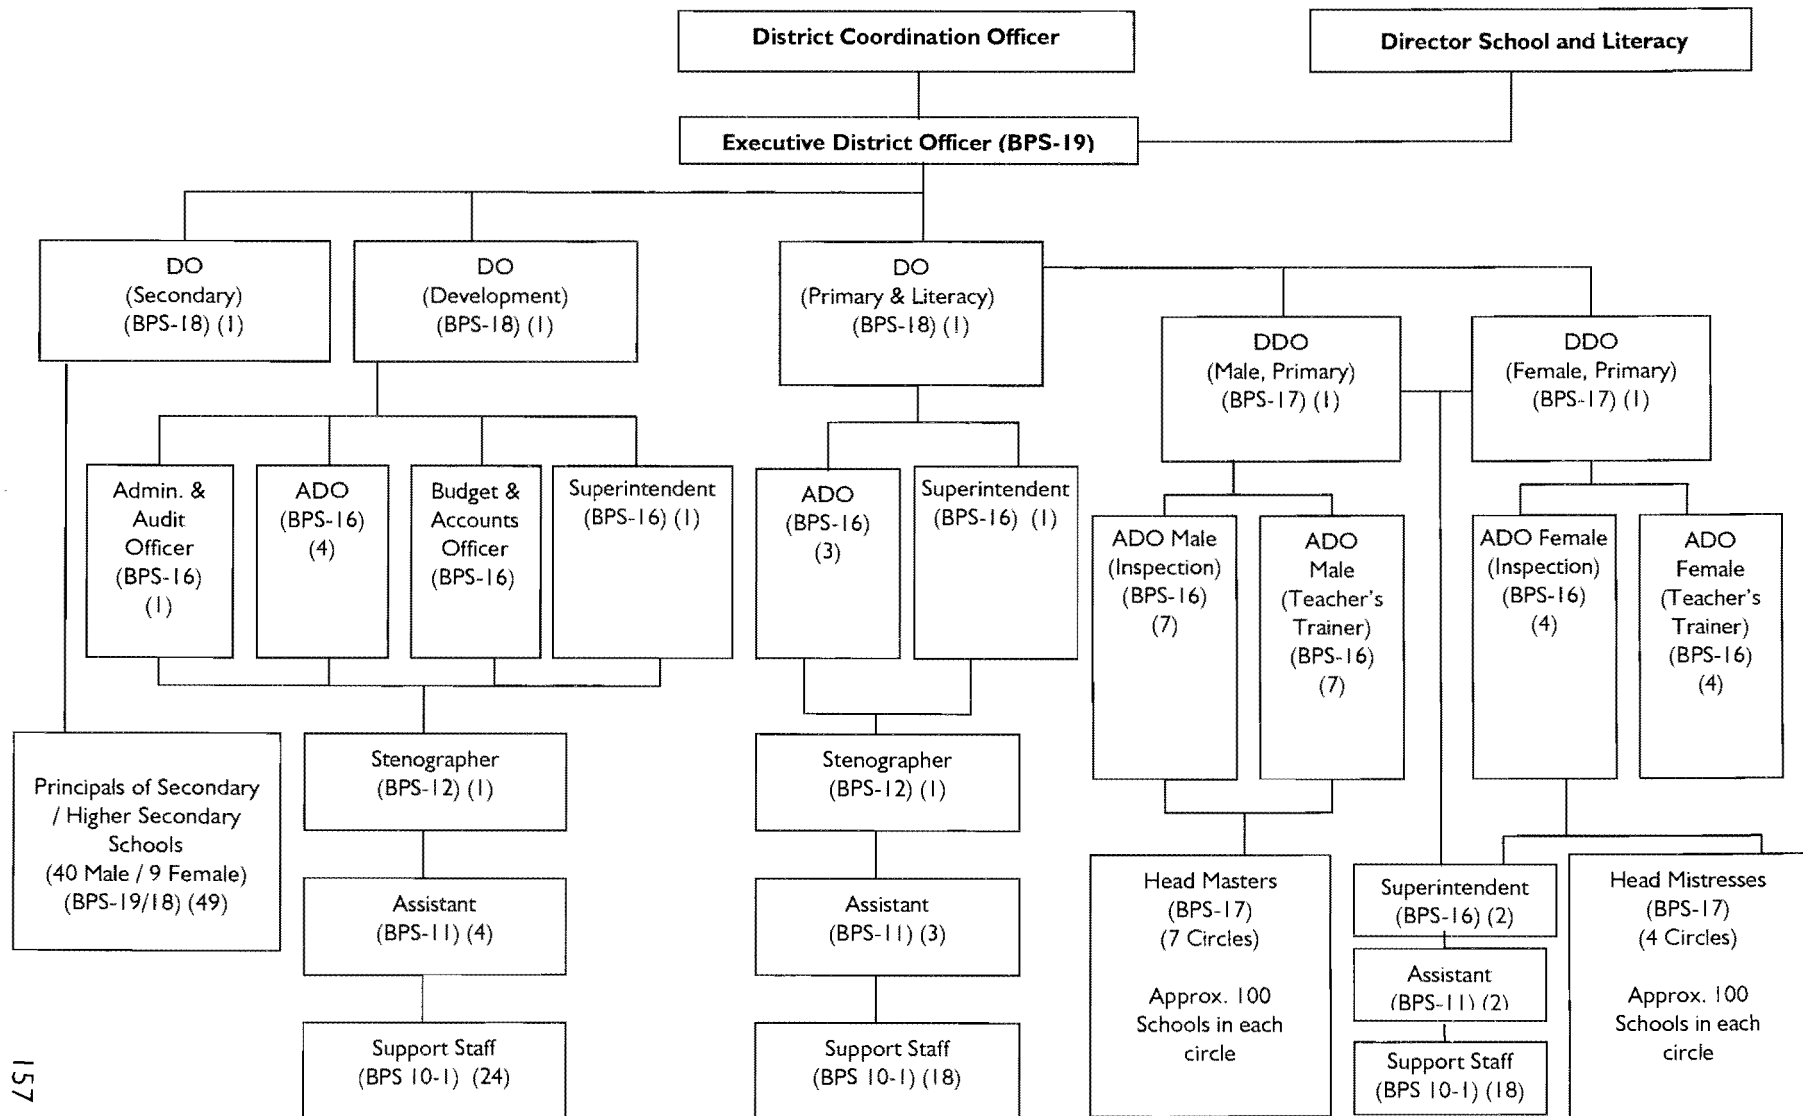 District Coordination Officer
Director School and Literacy
Executive District Officer (BPS-19)
DO
(Secondary)
(BPS-18) (1)
DO
(Development)
(BPS-18) (1)
DO
(Primary & Literacy)
(BPS-18) (1)
DDO
(Male, Primary)
(BPS-17) (1)
DDO
(Female, Primary)
(BPS-17) (1)
Admin. &
Audit
Officer
(BPS-16)
(1)
ADO
(BPS-16)
(4)
Budget &
Accounts
Officer
(BPS-16)
Superintendent
(BPS-16) (1)
ADO
(BPS-16)
(3)
Superintendent
(BPS-16) (1)
ADO Male
(Inspection)
(BPS-16)
(7)
ADO
Male
(Teacher's
Trainer)
(BPS-16)
(7)
ADO Female
(Inspection)
(BPS-16)
(4)
ADO
Female
(Teacher's
Trainer)
(BPS-16)
(4)
Principals of Secondary
/ Higher Secondary
Schools
(40 Male / 9 Female)
(BPS-19/18) (49)
Stenographer
(BPS-12) (1)
Assistant
(BPS-11) (4)
Support Staff
(BPS 10-1) (24)
Stenographer
(BPS-12) (1)
Assistant
(BPS-11) (3)
Support Staff
(BPS 10-1) (18)
Head Masters
(BPS-17)
(7 Circles)
Approx. 100
Schools in each
circle
Superintendent
(BPS-16) (2)
Assistant
(BPS-11) (2)
Support Staff
(BPS 10-1) (18)
Head Mistresses
(BPS-17)
(4 Circles)
Approx. 100
Schools in each
circle
157